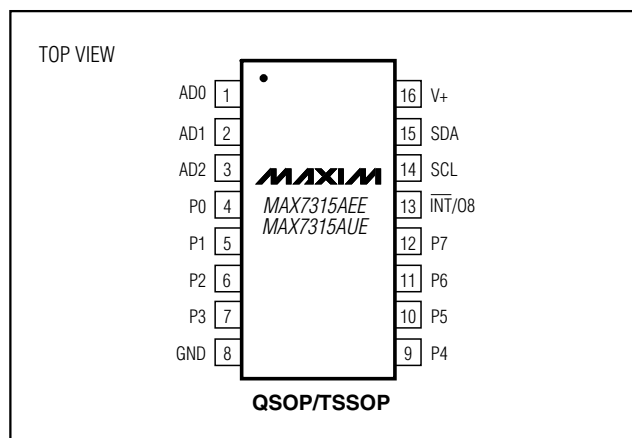 TOP VIEW
AD0 1
AD1 2
AD2 3
P0 4
P1 5
P2 6
P3 7
GND 8
MAXIM
MAX7315AEE
MAX7315AUE
16 V+
15 SDA
14 SCL
13 INT/O8
12 P7
11 P6
10 P5
9 P4
QSOP/TSSOP